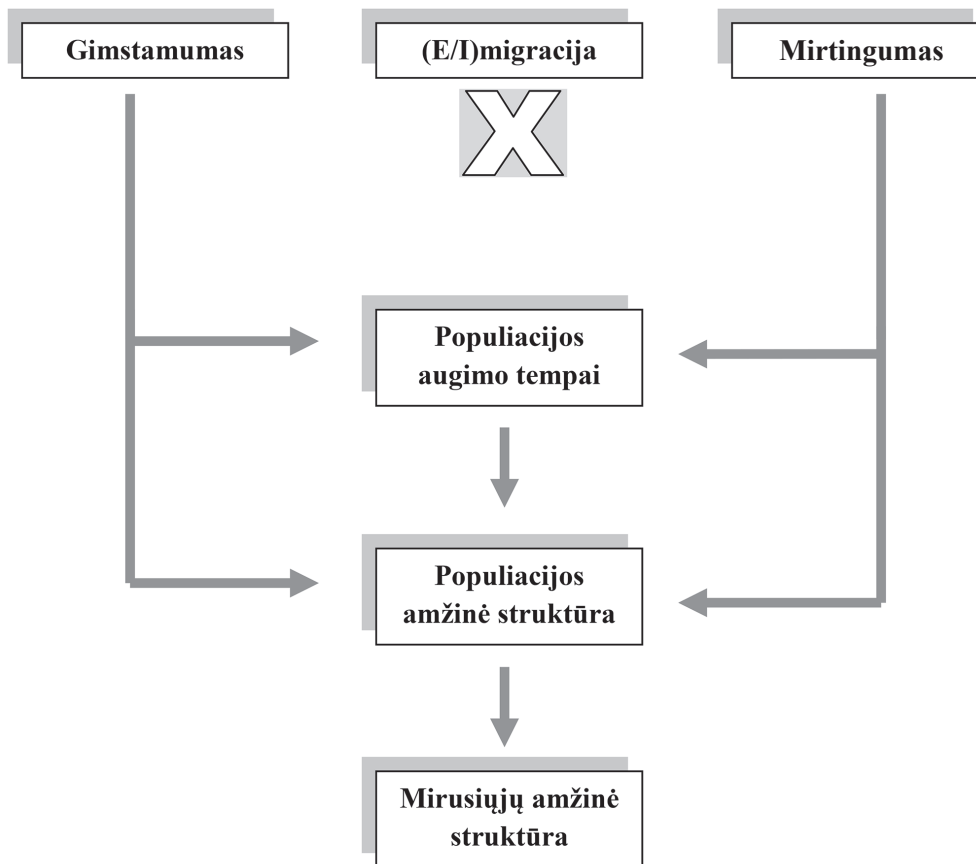 Gimstamumas
(E/I)migracija
Mirtingumas
X
Populiacijos
augimo tempai
Populiacijos
amžinė struktūra
Mirusiųjų amžinė
struktūra